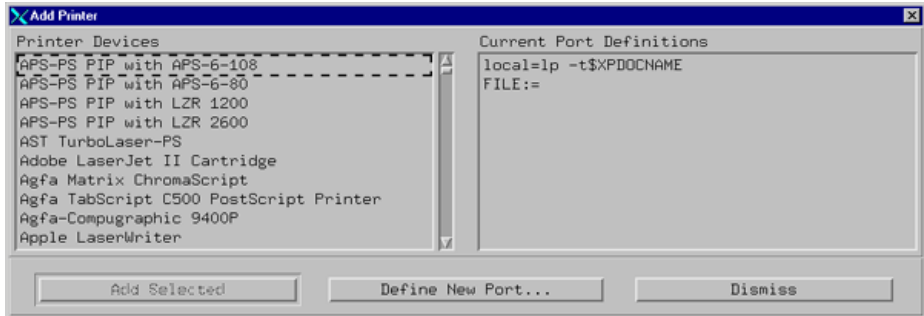 Add Printer
Printer Devices
APS-PS PIP with APS-6-108
APS-PS PIP with APS-6-80
APS-PS PIP with LZR 1200
APS-PS PIP with LZR 2600
AST TurboLaser-PS
Adobe LaserJet II Cartridge
Agfa Matrix ChromaScript
Agfa TabScript C500 PostScript Printer
Agfa-Compugraphic 9400P
Apple LaserWriter
Current Port Definitions
local=lp -t$XPDOCNAME
FILE:=
Add Selected
Define New Port...
Dismiss